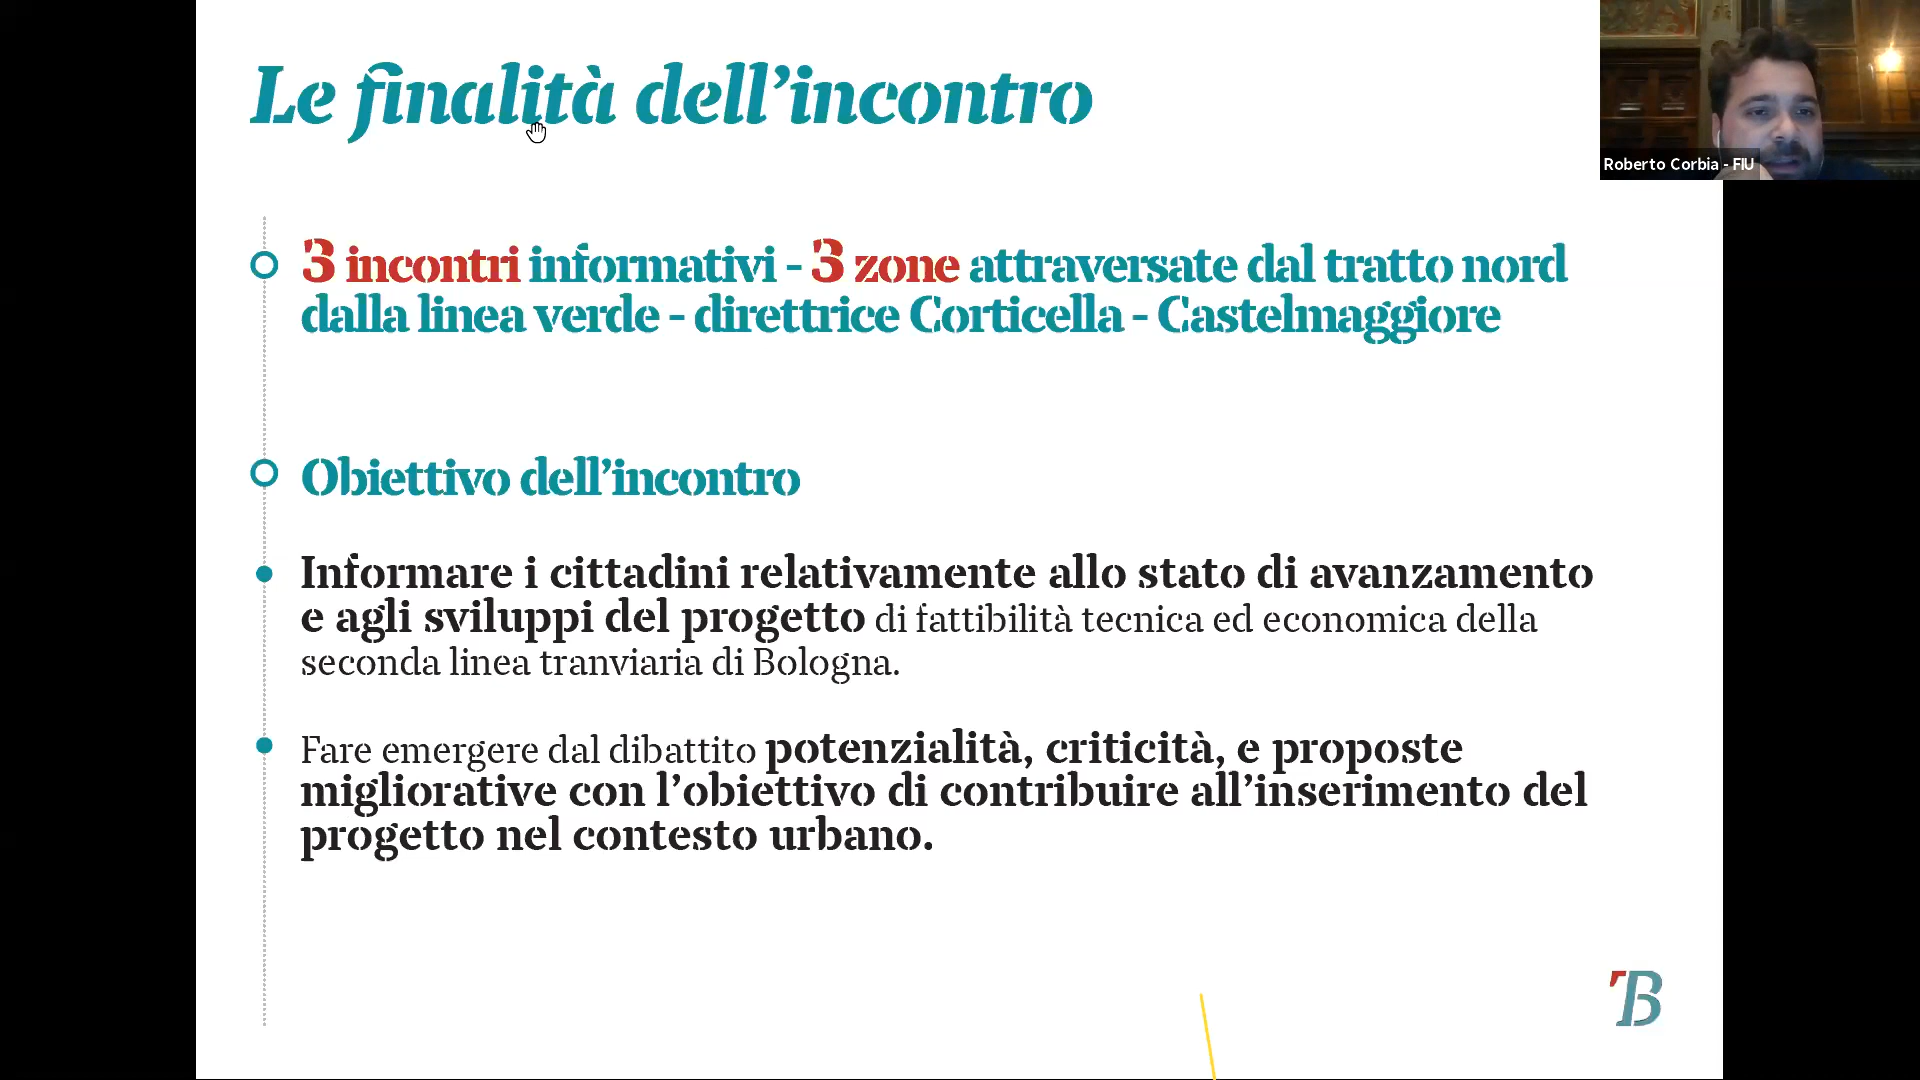 Le finalità dell’incontro
Roberto Corbia - FIU
3 incontri informativi - 3 zone attraversate dal tratto nord
dalla linea verde - direttrice Corticella - Castelmaggiore
Obiettivo dell’incontro
Informare i cittadini relativamente allo stato di avanzamento
e agli sviluppi del progetto di fattibilità tecnica ed economica della
seconda linea tranviaria di Bologna.
Fare emergere dal dibattito potenzialità, criticità, e proposte
migliorative con l’obiettivo di contribuire all’inserimento del
progetto nel contesto urbano.
B